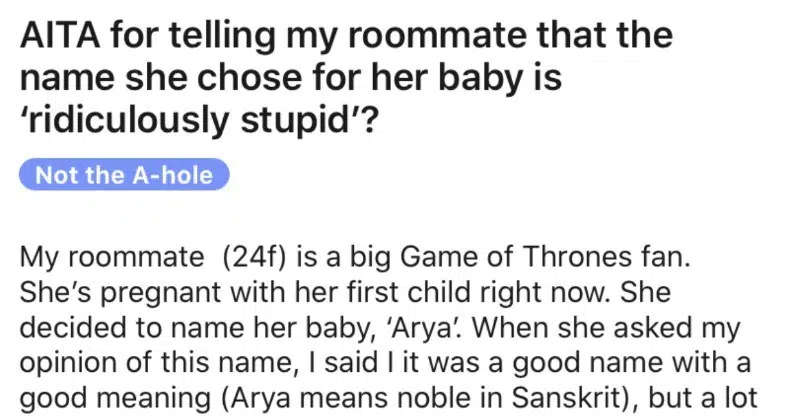 AITA for telling my roommate that the
name she chose for her baby is
‘ridiculously stupid’?
Not the A-hole
My roommate  (24f) is a big Game of Thrones fan.
She’s pregnant with her first child right now. She
decided to name her baby, ‘Arya’. When she asked my
opinion of this name, I said I it was a good name with a
good meaning (Arya means noble in Sanskrit), but a lot